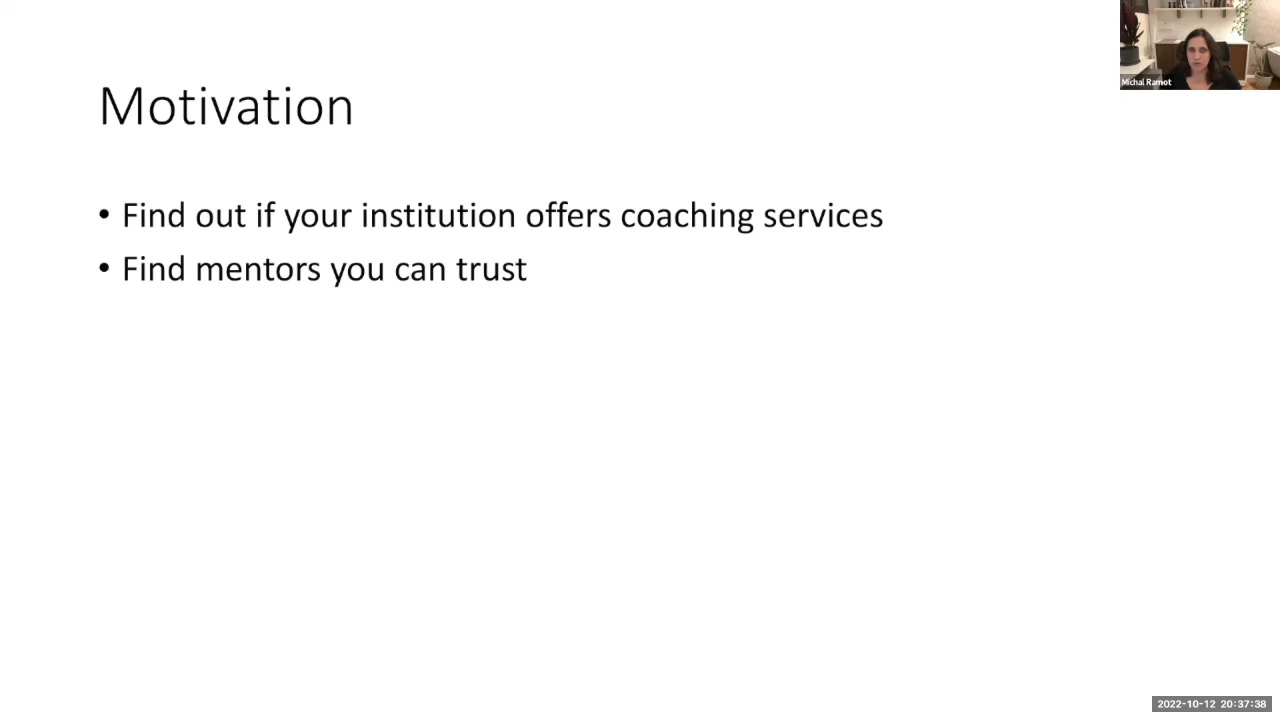 Michal Ramot
Motivation
• Find out if your institution offers coaching services
• Find mentors you can trust
2022-10-12 20:37:38